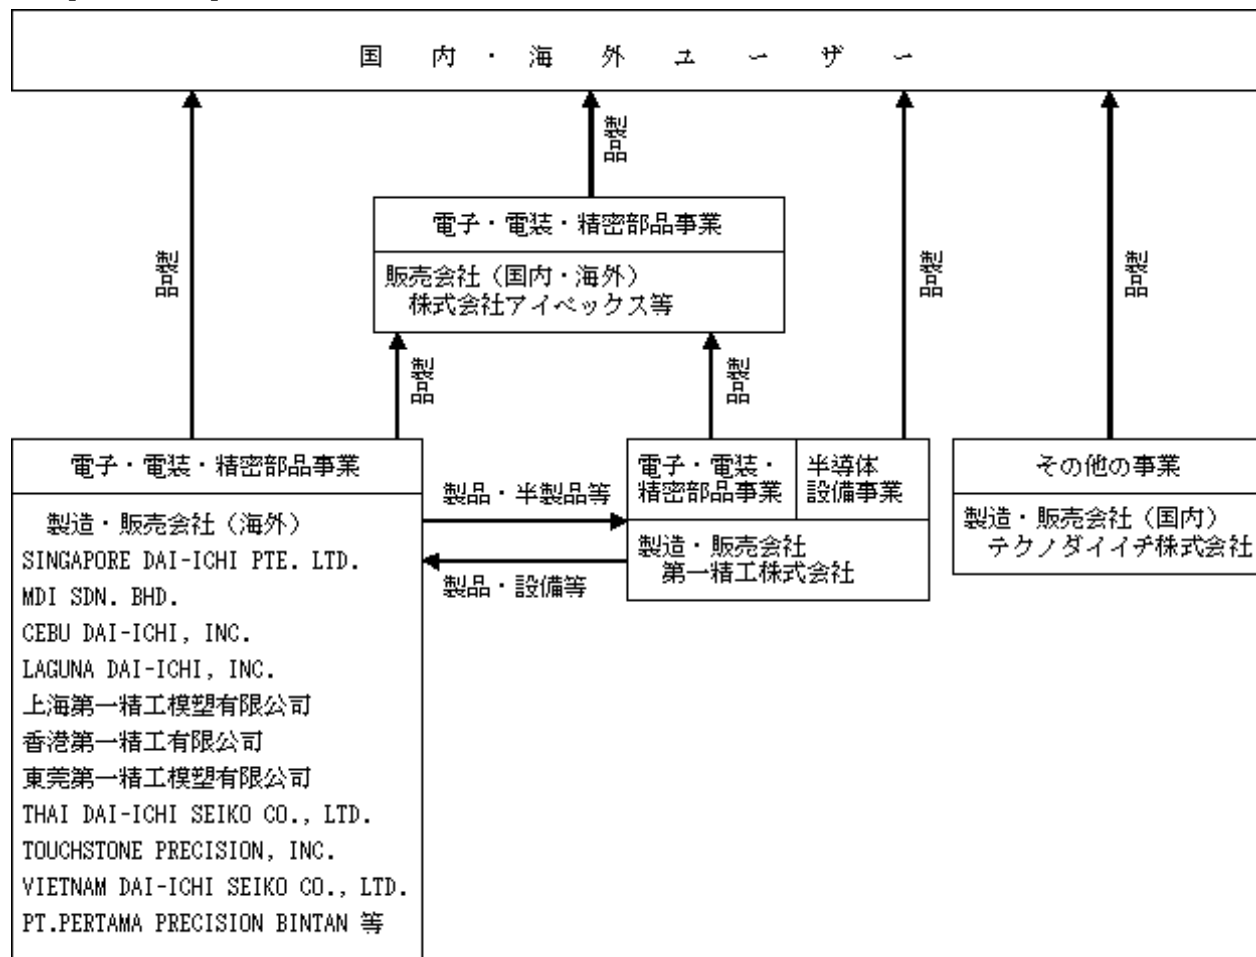 国内・海外ユーザー
製品
電子・電装・精密部品事業
販売会社（国内・海外）
株式会社アイペックス等
製品
製品
製品
製品
製品
電子・電装・精密部品事業
製造・販売会社（海外）
SINGAPORE DAI-ICHI PTE. LTD.
MDI SDN. BHD.
CEBU DAI-ICHI, INC.
LAGUNA DAI-ICHI, INC.
上海第一精工模塑有限公司
香港第一精工有限公司
東莞第一精工模塑有限公司
THAI DAI-ICHI SEIKO CO., LTD.
TOUCHSTONE PRECISION, INC.
VIETNAM DAI-ICHI SEIKO CO., LTD.
PT.PERTAMA PRECISION BINTAN 等
製品・半製品等
製品・設備等
電子・電装・
精密部品事業
半導体
設備事業
製造・販売会社
第一精工株式会社
その他の事業
製造・販売会社（国内）
テクノダイイチ株式会社